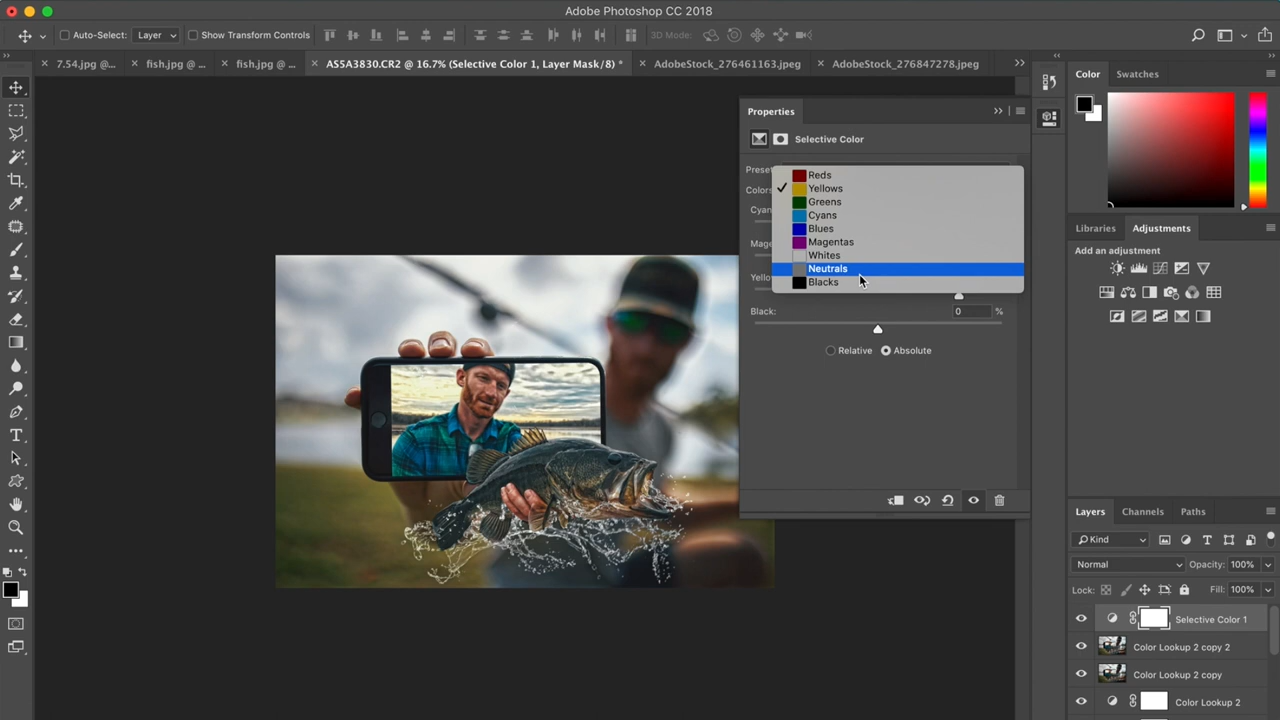 Adobe Photoshop CC 2018
Auto-Select: Layer Show Transform Controls 3D Mode:
7.54.jpg @... fish.jpg @ ... fish.jpg @ ... AS5A3830.CR2 @ 16.7% (Selective Color 1, Layer Mask/8) * AdobeStock_276461163.jpeg AdobeStock_276847278.jpeg
Color Swatches
Properties
Selective Color
Preset
Colors
Reds
Yellows
Greens
Cyans
Blues
Magentas
Whites
Neutrals
Blacks
Cyan
Mage
Yello
Black: 0 %
Relative Absolute
Libraries Adjustments
Add an adjustment
Layers Channels Paths
Kind
Normal Opacity: 100%
Lock: Fill: 100%
Selective Color 1
Color Lookup 2 copy 2
Color Lookup 2 copy
Color Lookup 2